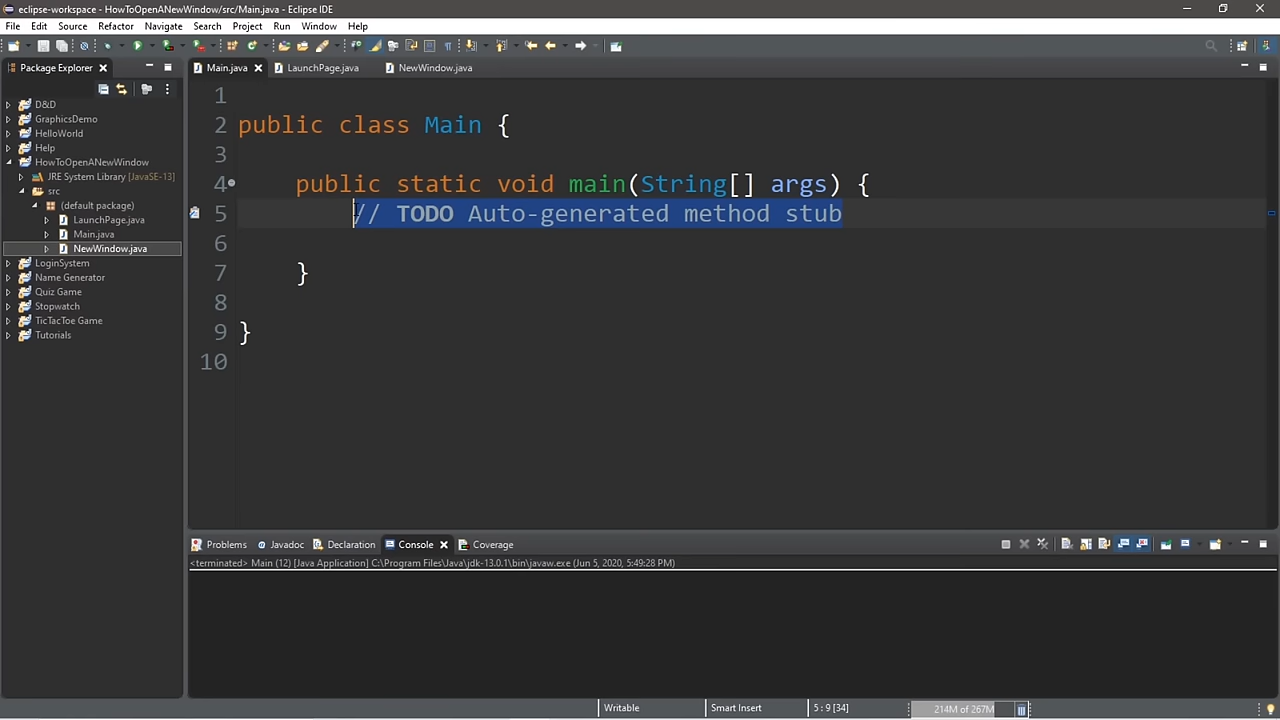 eclipse-workspace - HowToOpenANewWindow/src/Main.java - Eclipse IDE
File Edit Source Refactor Navigate Search Project Run Window Help
Package Explorer
Main.java LaunchPage.java NewWindow.java
D&D
GraphicsDemo
HelloWorld
Help
HowToOpenANewWindow
JRE System Library [JavaSE-13]
src
(default package)
LaunchPage.java
Main.java
NewWindow.java
LoginSystem
Name Generator
Quiz Game
Stopwatch
TicTacToe Game
Tutorials
1
2 public class Main {
3
4 public static void main(String[] args) {
5 // TODO Auto-generated method stub
6
7 }
8
9 }
10
Problems Javadoc Declaration Console Coverage
<terminated> Main (12) [Java Application] C:\Program Files\Java\jdk-13.0.1\bin\javaw.exe (Jun 5, 2020, 5:49:28 PM)
Writable Smart Insert 5 : 9 [34] 214M of 267M